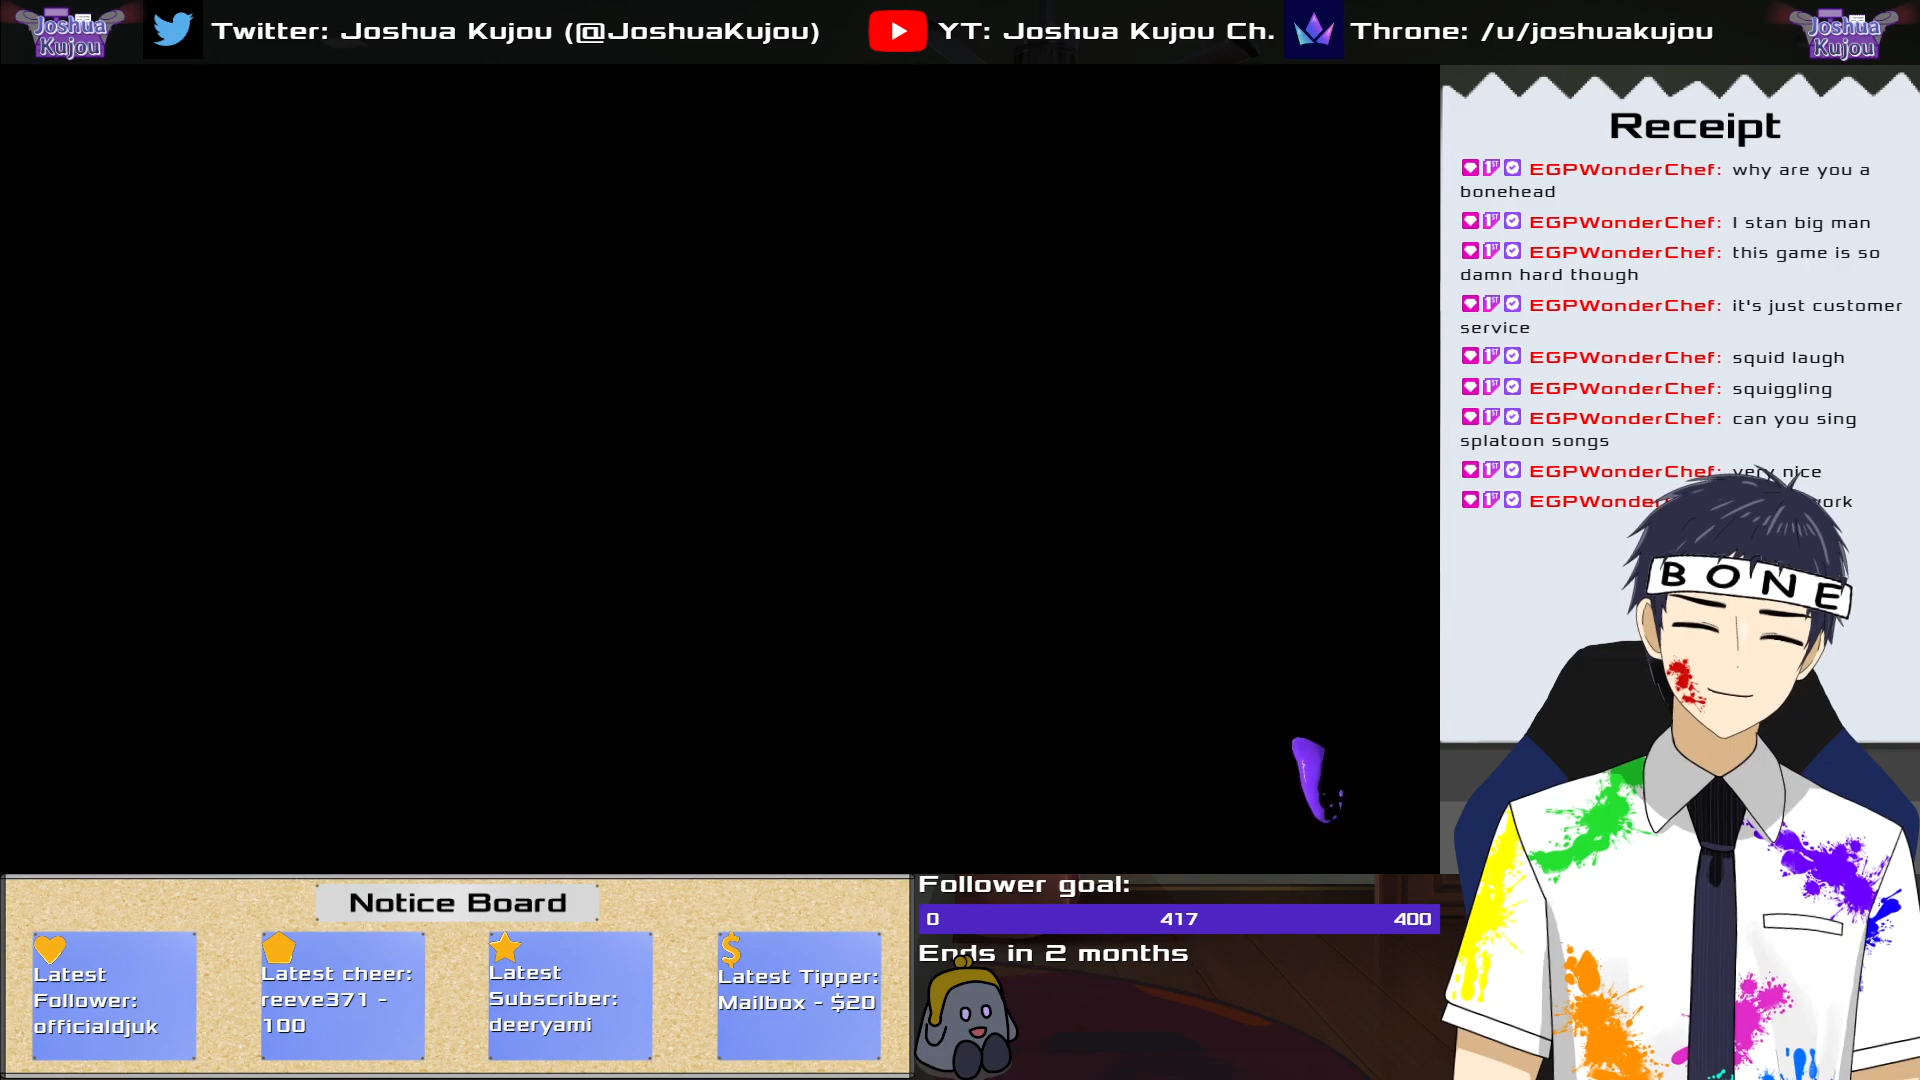 Joshua Kujou
Twitter: Joshua Kujou (@JoshuaKujou)
YT: Joshua Kujou Ch.
Throne: /u/joshuakujou
Joshua Kujou
Receipt
EGPWonderChef: why are you a
bonehead
EGPWonderChef: I stan big man
EGPWonderChef: this game is so
damn hard though
EGPWonderChef: it's just customer
service
EGPWonderChef: squid laugh
EGPWonderChef: squiggling
EGPWonderChef: can you sing
splatoon songs
EGPWonderChef: very nice
BONE
Notice Board
Latest
Follower:
officialdjuk
Latest cheer:
reeve371 -
100
Latest
Subscriber:
deeryami
Latest Tipper:
Mailbox - $20
Follower goal:
0 417 400
Ends in 2 months